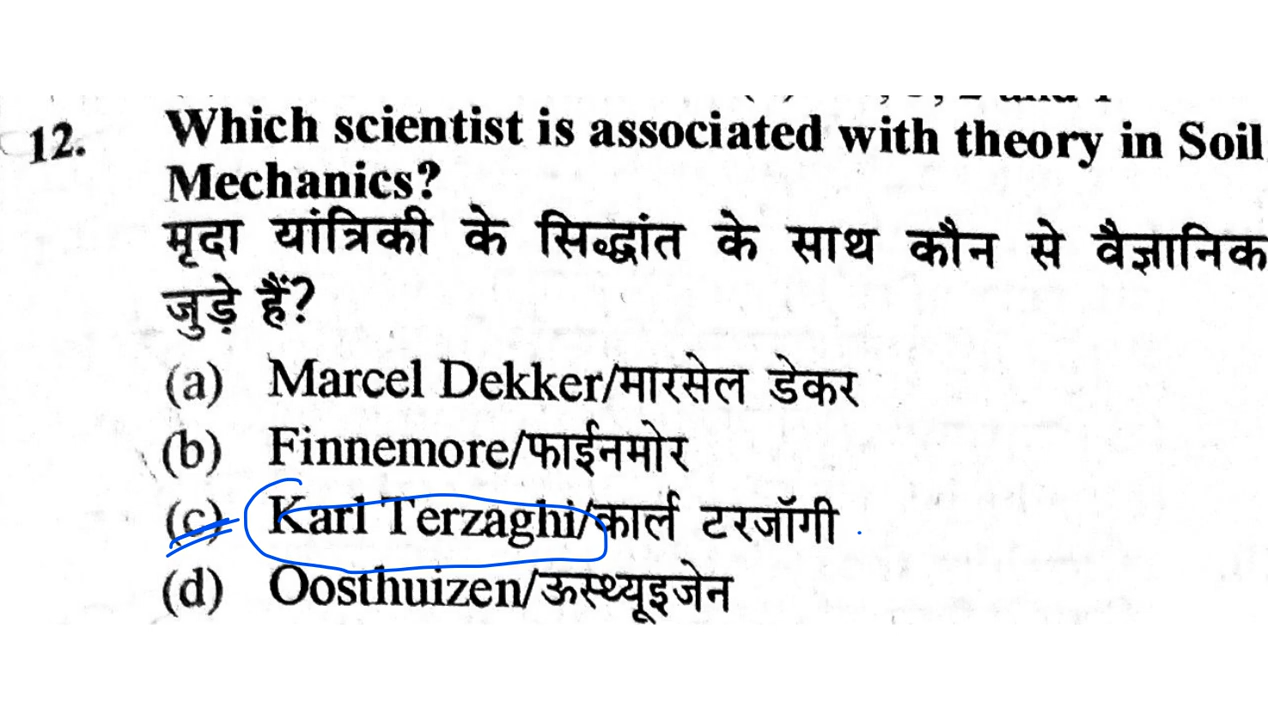 12. Which scientist is associated with theory in Soil
Mechanics?
मृदा यांत्रिकी के सिद्धांत के साथ कौन से वैज्ञानिक
जुड़े हैं?
(a) Marcel Dekker/मारसेल डेकर
(b) Finnemore/फाईनमोर
(c) Karl Terzaghi/कार्ल टरजॉगी
(d) Oosthuizen/ऊस्थ्यूइजेन